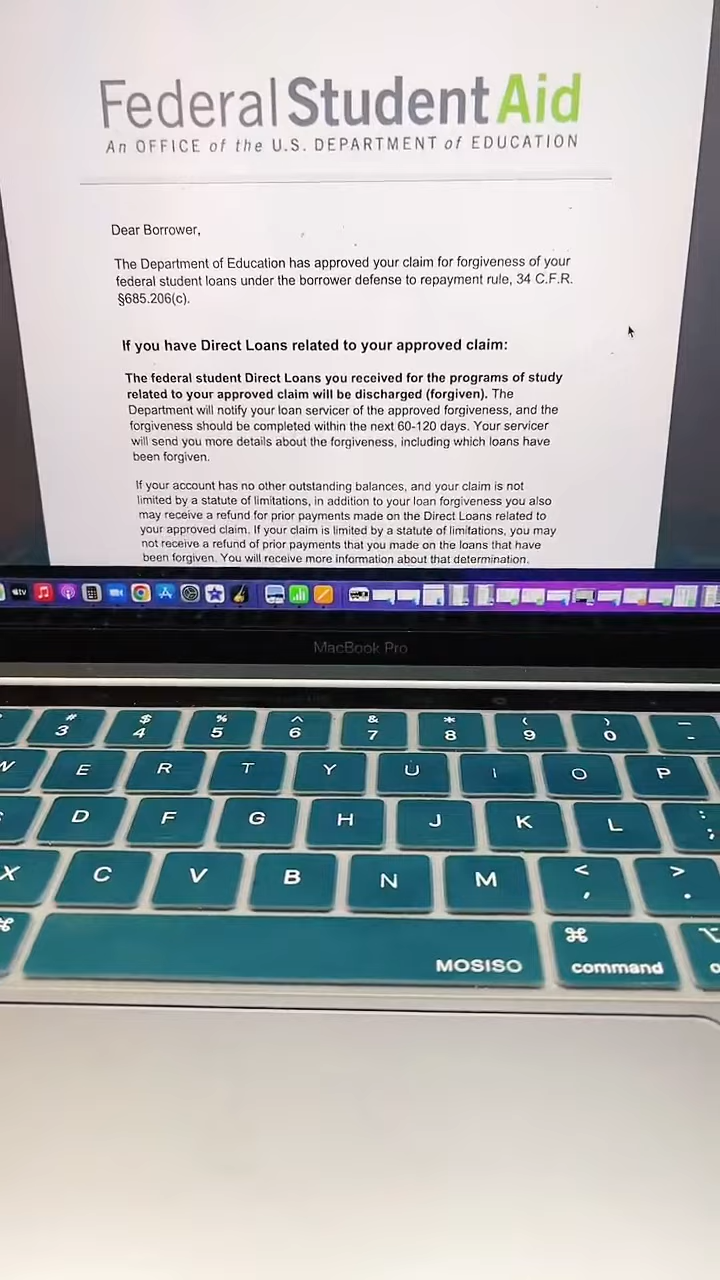 Federal Student Aid
An OFFICE of the U.S. DEPARTMENT of EDUCATION
Dear Borrower,
The Department of Education has approved your claim for forgiveness of your
federal student loans under the borrower defense to repayment rule, 34 C.F.R.
§685.206(c).
If you have Direct Loans related to your approved claim:
The federal student Direct Loans you received for the programs of study
related to your approved claim will be discharged (forgiven). The
Department will notify your loan servicer of the approved forgiveness, and the
forgiveness should be completed within the next 60-120 days. Your servicer
will send you more details about the forgiveness, including which loans have
been forgiven.
If your account has no other outstanding balances, and your claim is not
limited by a statute of limitations, in addition to your loan forgiveness you also
may receive a refund for prior payments made on the Direct Loans related to
your approved claim. If your claim is limited by a statute of limitations, you may
not receive a refund of prior payments that you made on the loans that have
been forgiven. You will receive more information about that determination.
tv
MacBook Pro
# $ % ^ & * ( ) —
3 4 5 6 7 8 9 0 -
W E R T Y U I O P
D F G H J K L : ;
X C V B N M < , > .
⌘ MOSISO ⌘ command ⌥